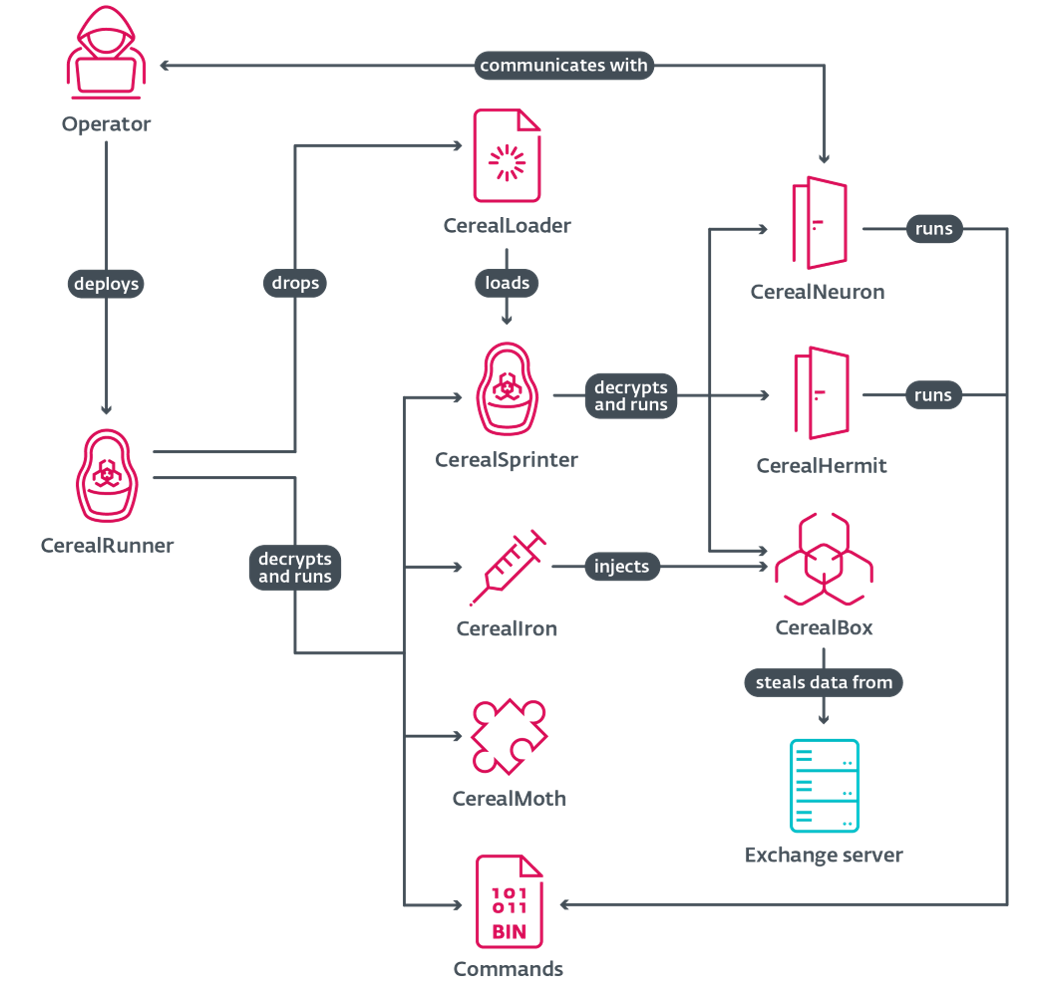 communicates with
Operator
CerealLoader
deploys
drops
loads
runs
CerealNeuron
decrypts
and runs
runs
CerealSprinter
CerealHermit
CerealRunner
decrypts
and runs
injects
CerealIron
CerealBox
steals data from
CerealMoth
Exchange server
101
011
BIN
Commands